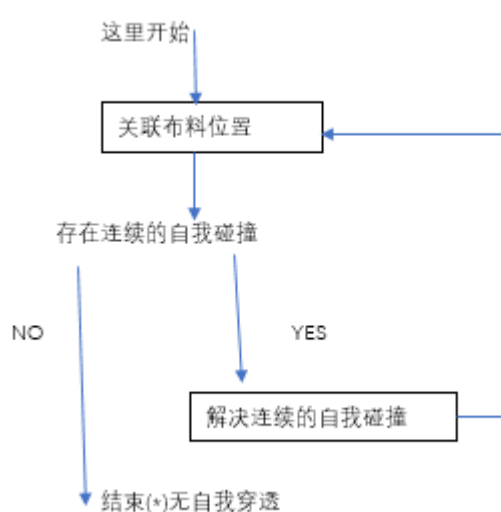 这里开始
关联布料位置
存在连续的自我碰撞
NO
YES
解决连续的自我碰撞
结束(*)无自我穿透